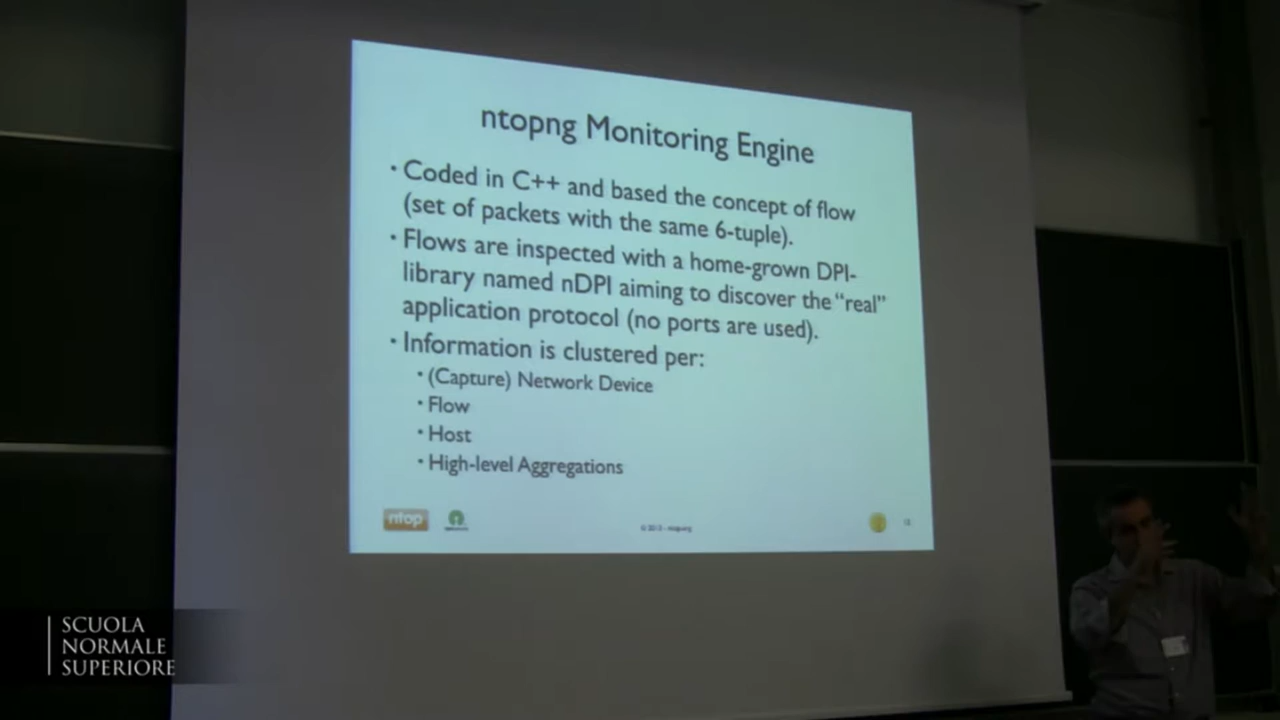 ntopng Monitoring Engine
• Coded in C++ and based the concept of flow
(set of packets with the same 6-tuple).
• Flows are inspected with a home-grown DPI-
library named nDPI aiming to discover the “real”
application protocol (no ports are used).
• Information is clustered per:
• (Capture) Network Device
• Flow
• Host
• High-level Aggregations
ntop
SCUOLA
NORMALE
SUPERIORE